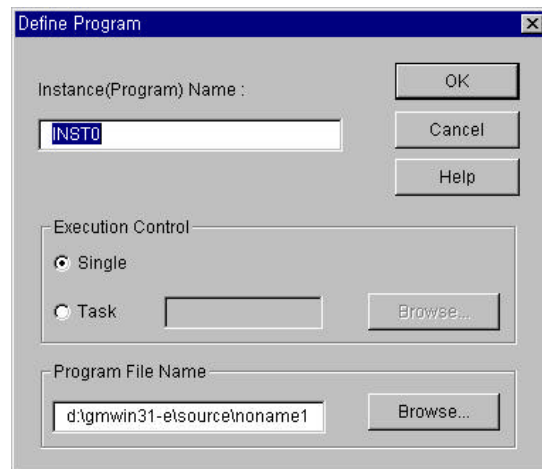 Define Program
Instance(Program) Name :
OK
INST0
Cancel
Help
Execution Control
Single
Task
Browse...
Program File Name
d:\gmwin31-e\source\noname1
Browse...